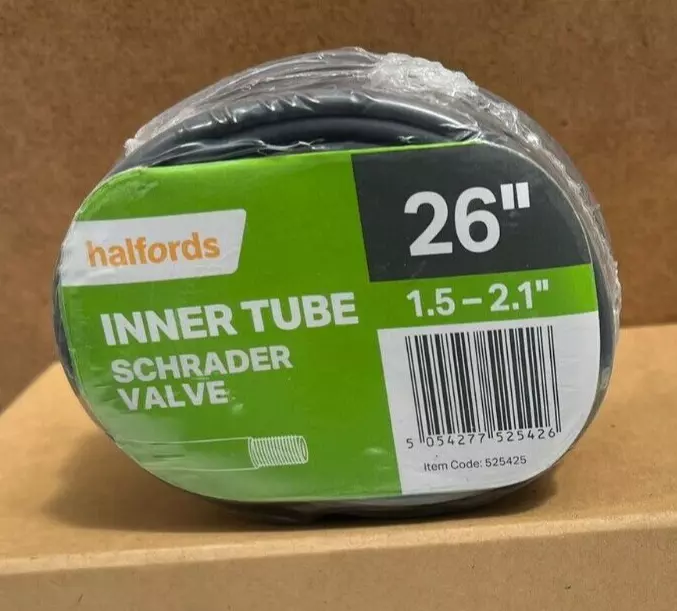 halfords
26"
1.5 – 2.1"
INNER TUBE
SCHRADER
VALVE
5 054277 525426
Item Code: 525425